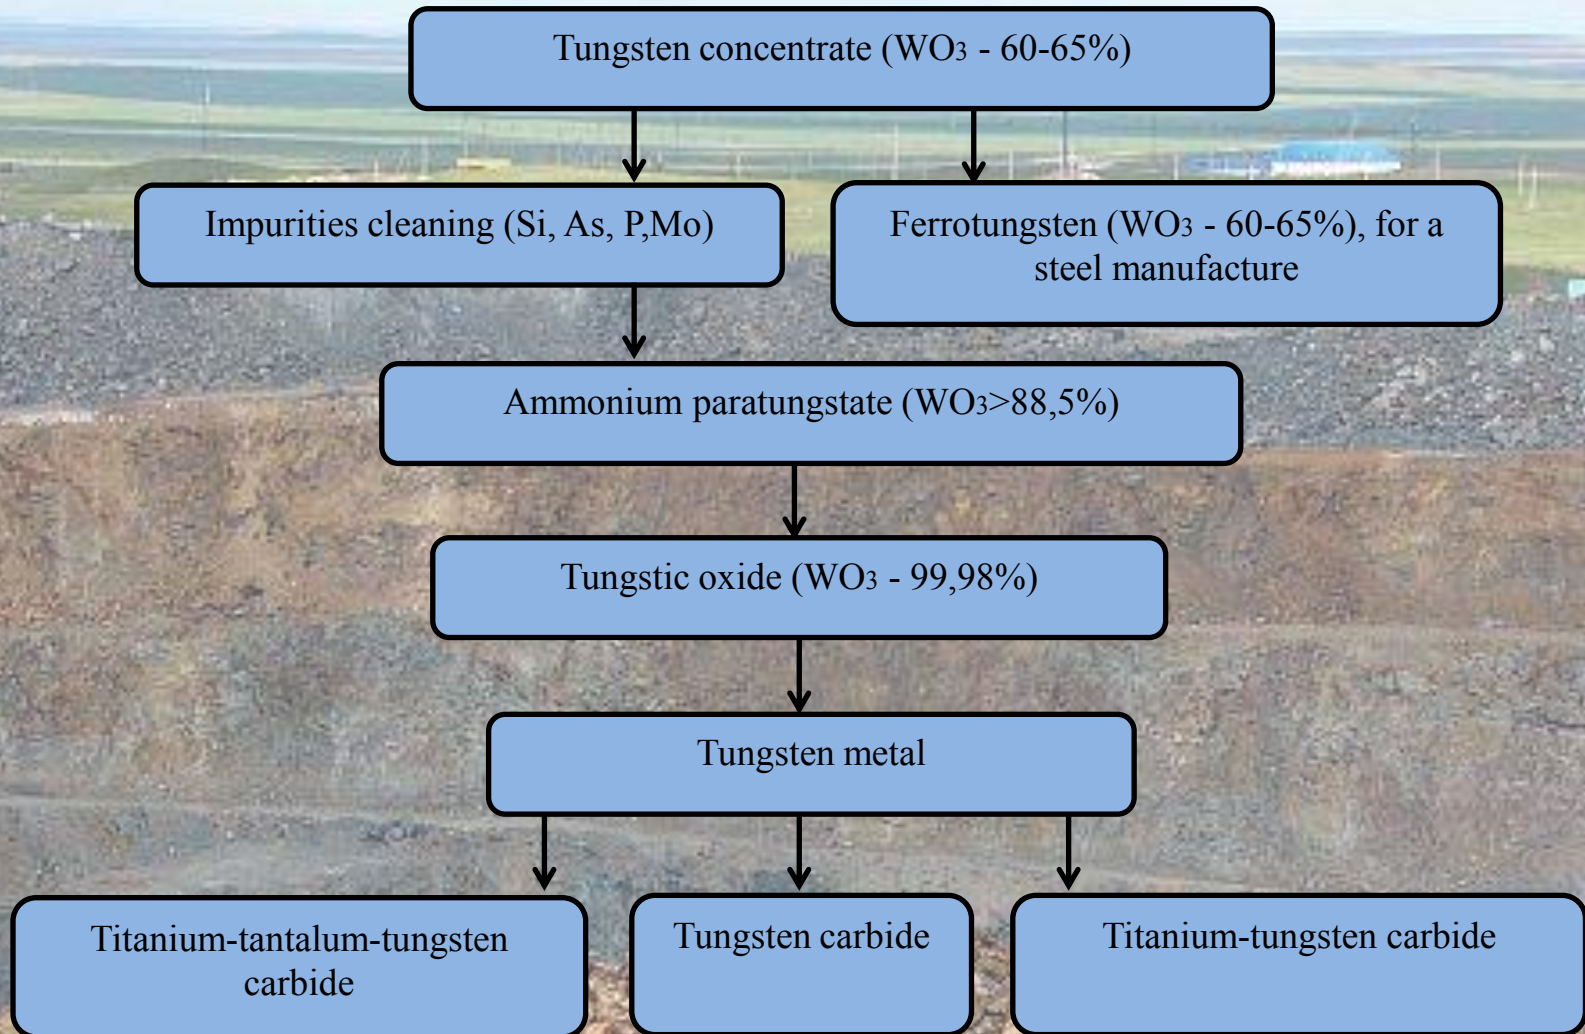 Tungsten concentrate (WO₃ - 60-65%)
Impurities cleaning (Si, As, P,Mo)
Ferrotungsten (WO₃ - 60-65%), for a
steel manufacture
Ammonium paratungstate (WO₃>88,5%)
Tungstic oxide (WO₃ - 99,98%)
Tungsten metal
Titanium-tantalum-tungsten
carbide
Tungsten carbide
Titanium-tungsten carbide